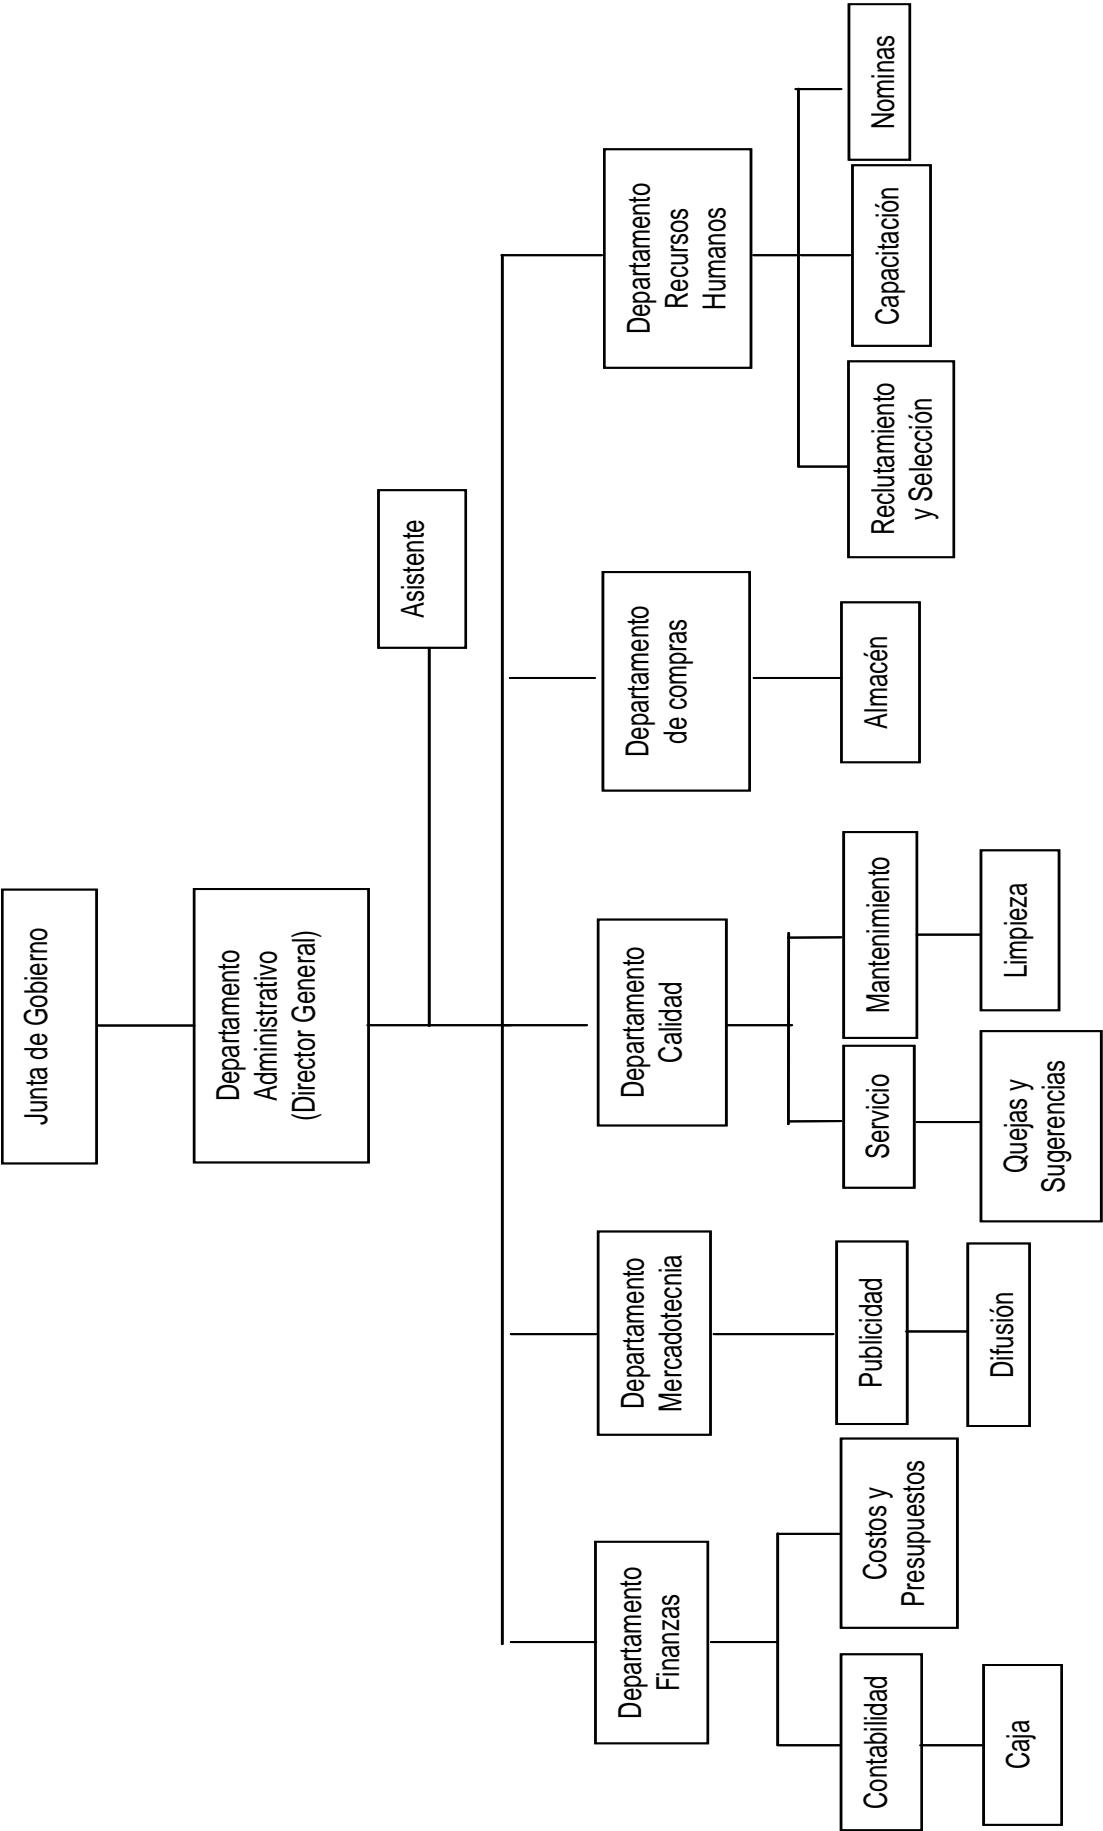 Junta de Gobierno
Departamento
Administrativo
(Director General)
Asistente
Departamento
Finanzas
Departamento
Mercadotecnia
Departamento
Calidad
Departamento
de compras
Departamento
Recursos
Humanos
Contabilidad
Costos y
Presupuestos
Publicidad
Servicio
Mantenimiento
Almacén
Reclutamiento
y Selección
Capacitación
Nominas
Caja
Difusión
Quejas y
Sugerencias
Limpieza